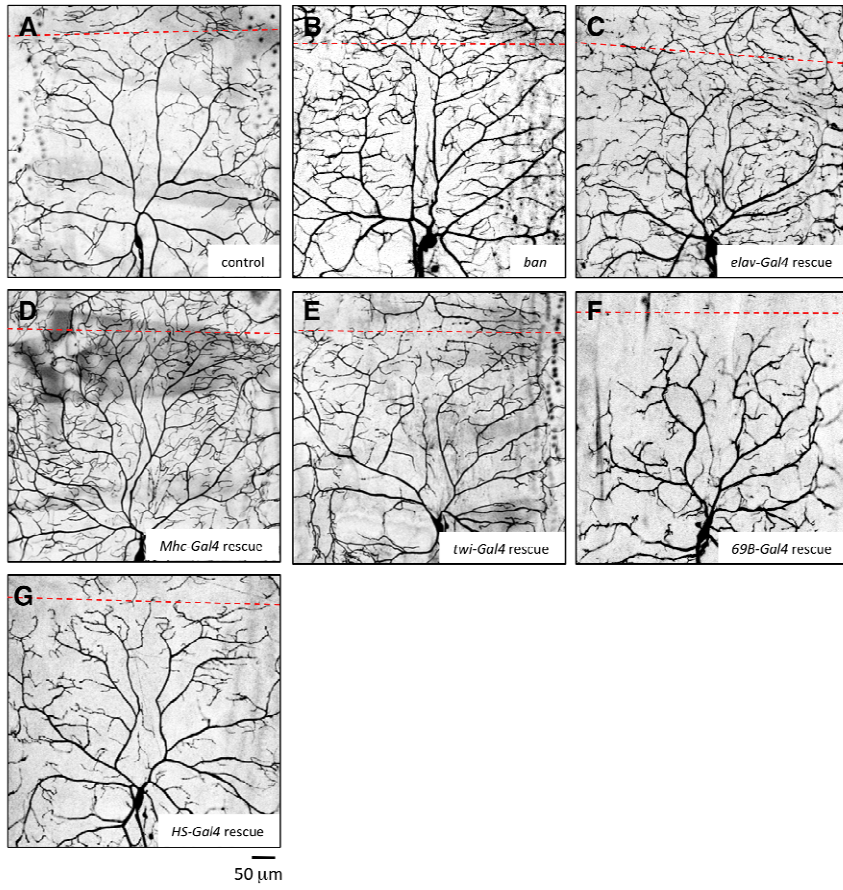 A
control
B
ban
C
elav-Gal4 rescue
D
Mhc-Gal4 rescue
E
twi-Gal4 rescue
F
69B-Gal4 rescue
G
HS-Gal4 rescue
50 μm